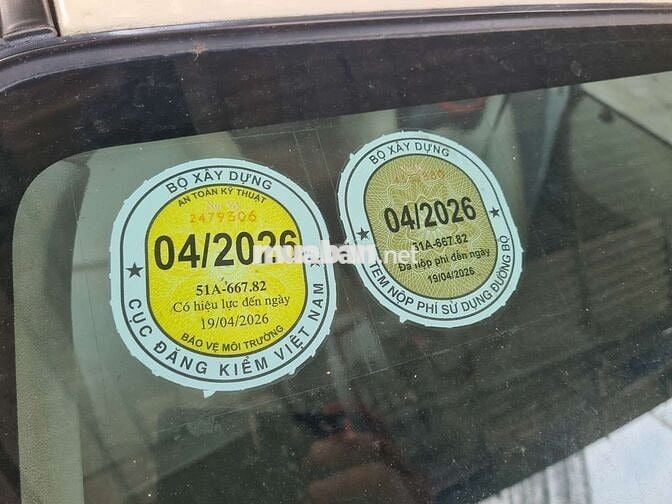 BỘ XÂY DỰNG
AN TOÀN KỸ THUẬT
2479306
04/2026
51A-667.82
Có hiệu lực đến ngày
19/04/2026
BẢO VỆ MÔI TRƯỜNG
★ CỤC ĐĂNG KIỂM VIỆT NAM ★
BỘ XÂY DỰNG
04/2026
51A-667.82
Đã nộp phí đến ngày
19/04/2026
★ TEM NỘP PHÍ SỬ DỤNG ĐƯỜNG BỘ ★
muaban.net